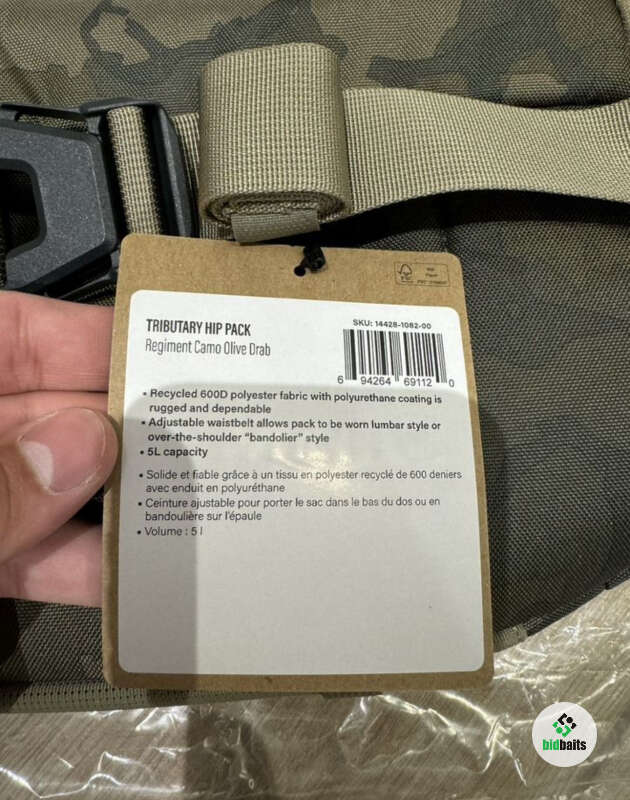 FSC
TRIBUTARY HIP PACK
Regiment Camo Olive Drab
SKU: 14428-1082-00
6 94264 69112 0
• Recycled 600D polyester fabric with polyurethane coating is
rugged and dependable
• Adjustable waistbelt allows pack to be worn lumbar style or
over-the-shoulder “bandolier” style
• 5L capacity
• Solide et fiable grâce à un tissu en polyester recyclé de 600 deniers
avec enduit en polyuréthane
• Ceinture ajustable pour porter le sac dans le bas du dos ou en
bandoulière sur l'épaule
• Volume : 5 l
bidbaits